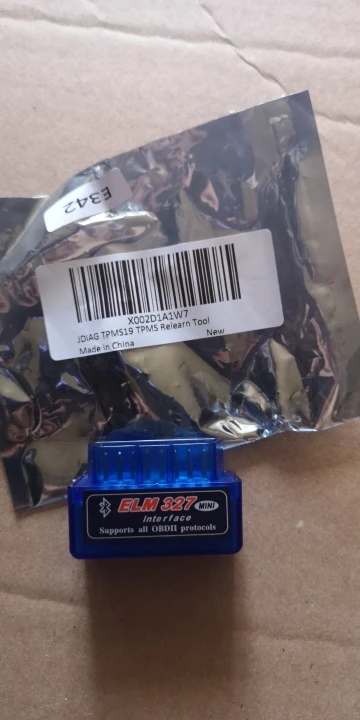 E342
X002D1A1W7
JDiAG TPMS19 TPMS Relearn Tool
New
Made in China
ELM 327 MINI
Interface
Supports all OBDII protocols